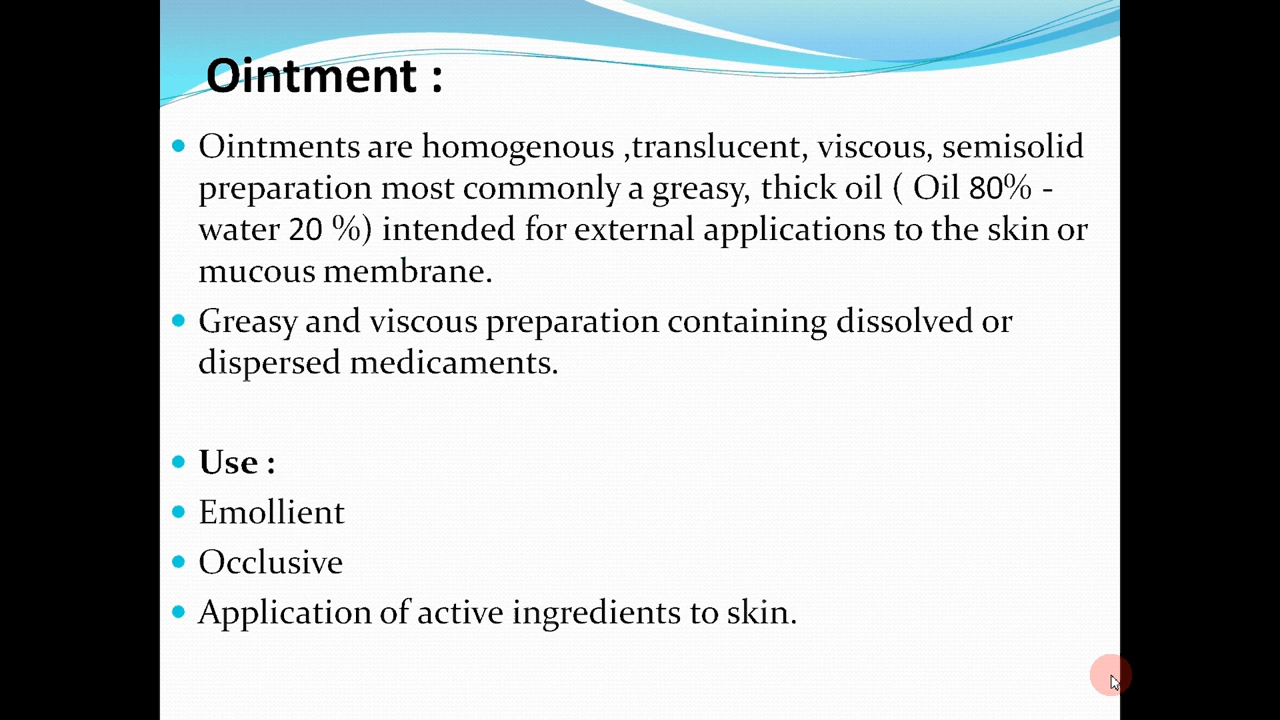 Ointment :
Ointments are homogenous ,translucent, viscous, semisolid
preparation most commonly a greasy, thick oil ( Oil 80% -
water 20 %) intended for external applications to the skin or
mucous membrane.
Greasy and viscous preparation containing dissolved or
dispersed medicaments.
Use :
Emollient
Occlusive
Application of active ingredients to skin.